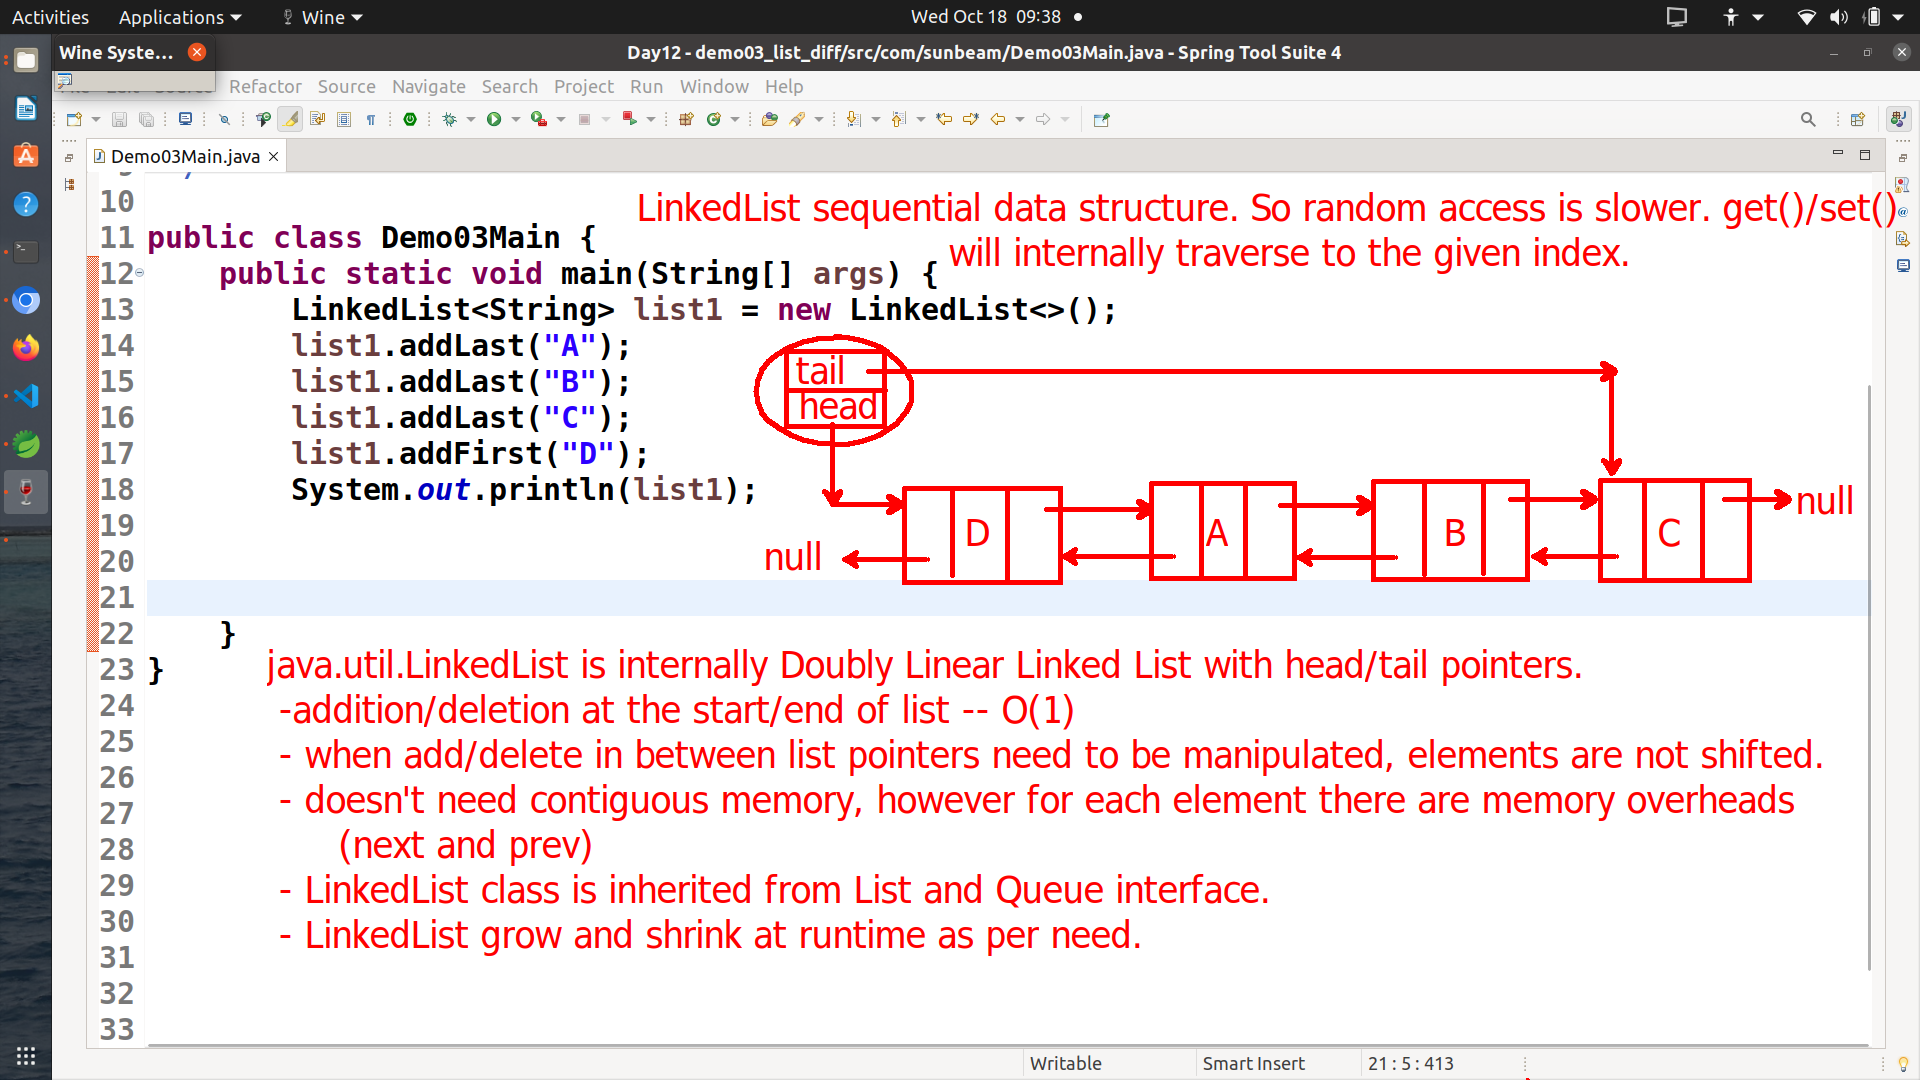 Activities Applications Wine Wed Oct 18 09:38
Wine Syste...
Day12 - demo03_list_diff/src/com/sunbeam/Demo03Main.java - Spring Tool Suite 4
Refactor Source Navigate Search Project Run Window Help
Demo03Main.java
10
LinkedList sequential data structure. So random access is slower. get()/set()
11 public class Demo03Main {
will internally traverse to the given index.
12 public static void main(String[] args) {
13 LinkedList<String> list1 = new LinkedList<>();
14 list1.addLast("A");
tail
15 list1.addLast("B");
head
16 list1.addLast("C");
17 list1.addFirst("D");
18 System.out.println(list1);
null
19
D A B C
20
null
21
22 }
23 }
java.util.LinkedList is internally Doubly Linear Linked List with head/tail pointers.
24
-addition/deletion at the start/end of list -- O(1)
25
- when add/delete in between list pointers need to be manipulated, elements are not shifted.
26
27
- doesn't need contiguous memory, however for each element there are memory overheads
28
(next and prev)
29
- LinkedList class is inherited from List and Queue interface.
30
- LinkedList grow and shrink at runtime as per need.
31
32
33
Writable Smart Insert 21 : 5 : 413